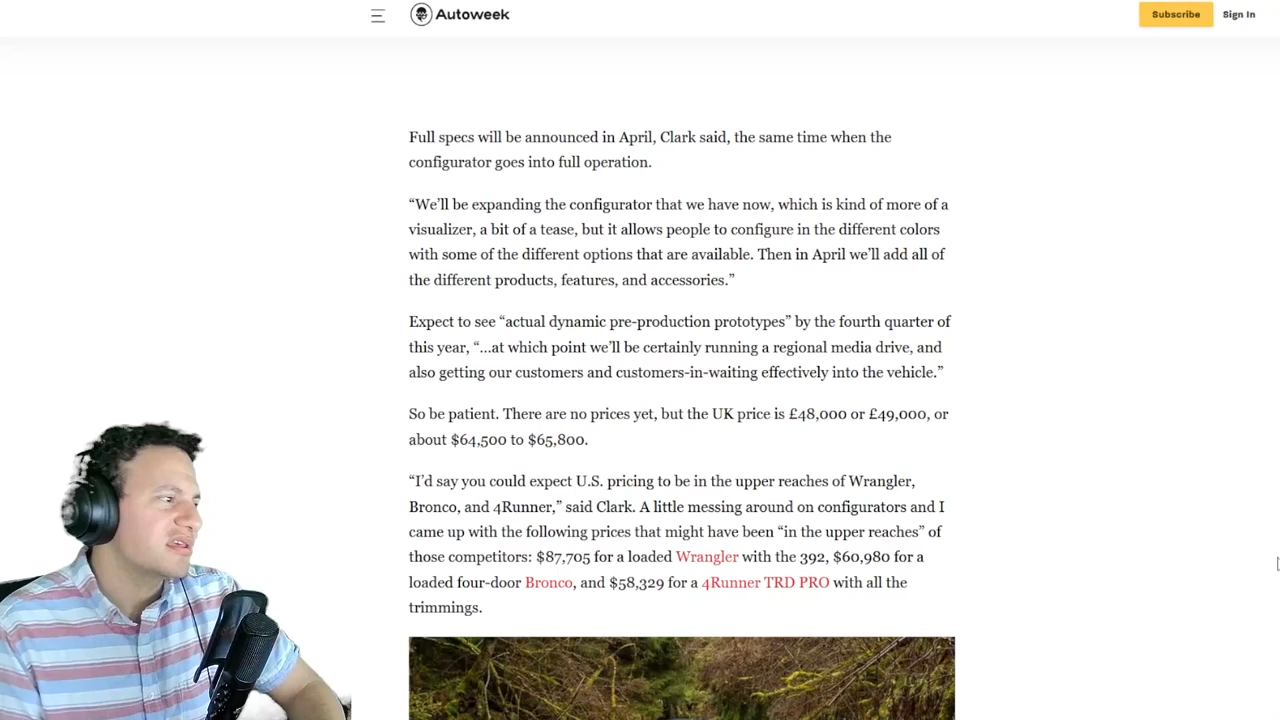 Autoweek
Subscribe
Sign In
Full specs will be announced in April, Clark said, the same time when the
configurator goes into full operation.
“We’ll be expanding the configurator that we have now, which is kind of more of a
visualizer, a bit of a tease, but it allows people to configure in the different colors
with some of the different options that are available. Then in April we’ll add all of
the different products, features, and accessories.”
Expect to see “actual dynamic pre-production prototypes” by the fourth quarter of
this year, “...at which point we’ll be certainly running a regional media drive, and
also getting our customers and customers-in-waiting effectively into the vehicle.”
So be patient. There are no prices yet, but the UK price is £48,000 or £49,000, or
about $64,500 to $65,800.
“I’d say you could expect U.S. pricing to be in the upper reaches of Wrangler,
Bronco, and 4Runner,” said Clark. A little messing around on configurators and I
came up with the following prices that might have been “in the upper reaches” of
those competitors: $87,705 for a loaded Wrangler with the 392, $60,980 for a
loaded four-door Bronco, and $58,329 for a 4Runner TRD PRO with all the
trimmings.